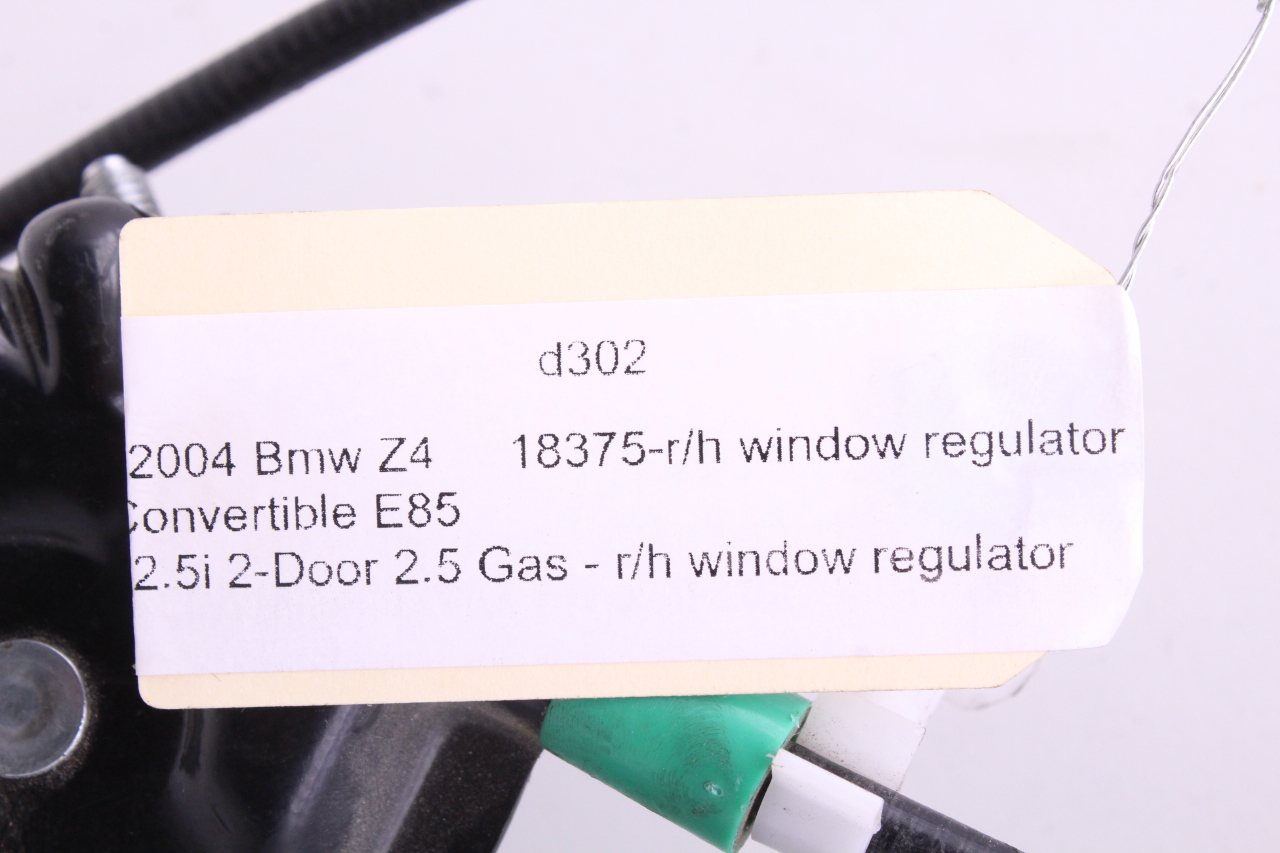 d302
2004 Bmw Z4 18375-r/h window regulator
Convertible E85
2.5i 2-Door 2.5 Gas - r/h window regulator